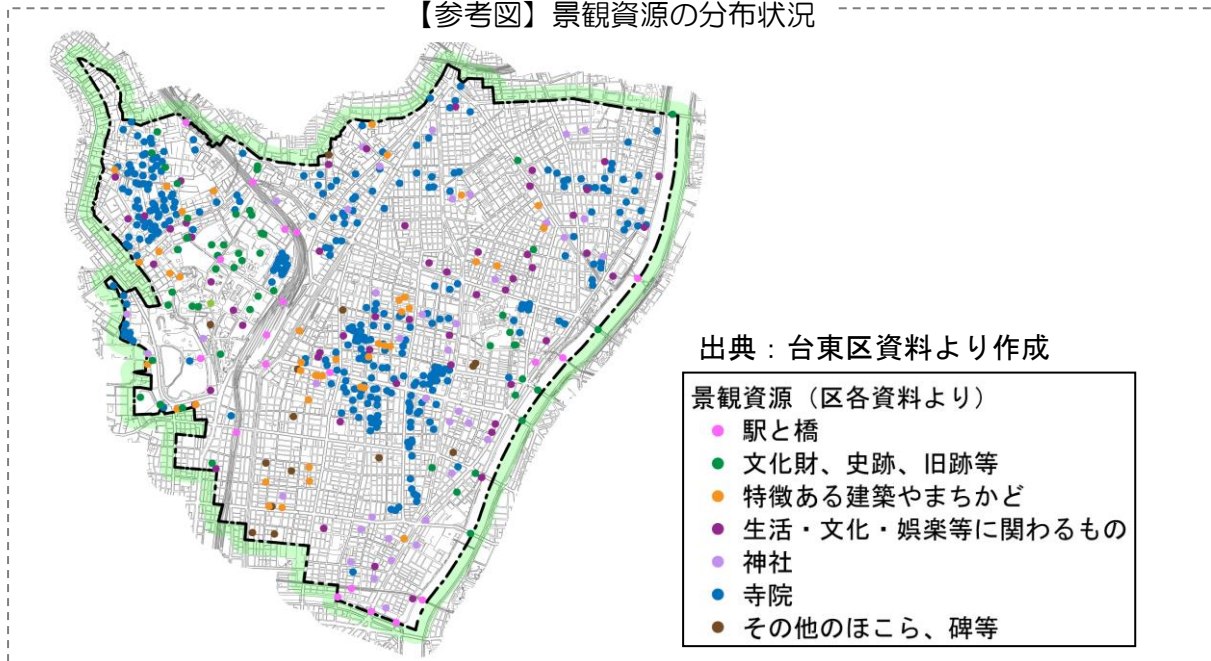 【参考図】景観資源の分布状況
出典：台東区資料より作成
景観資源（区各資料より）
駅と橋
文化財、史跡、旧跡等
特徴ある建築やまちかど
生活・文化・娯楽等に関わるもの
神社
寺院
その他のほこら、碑等